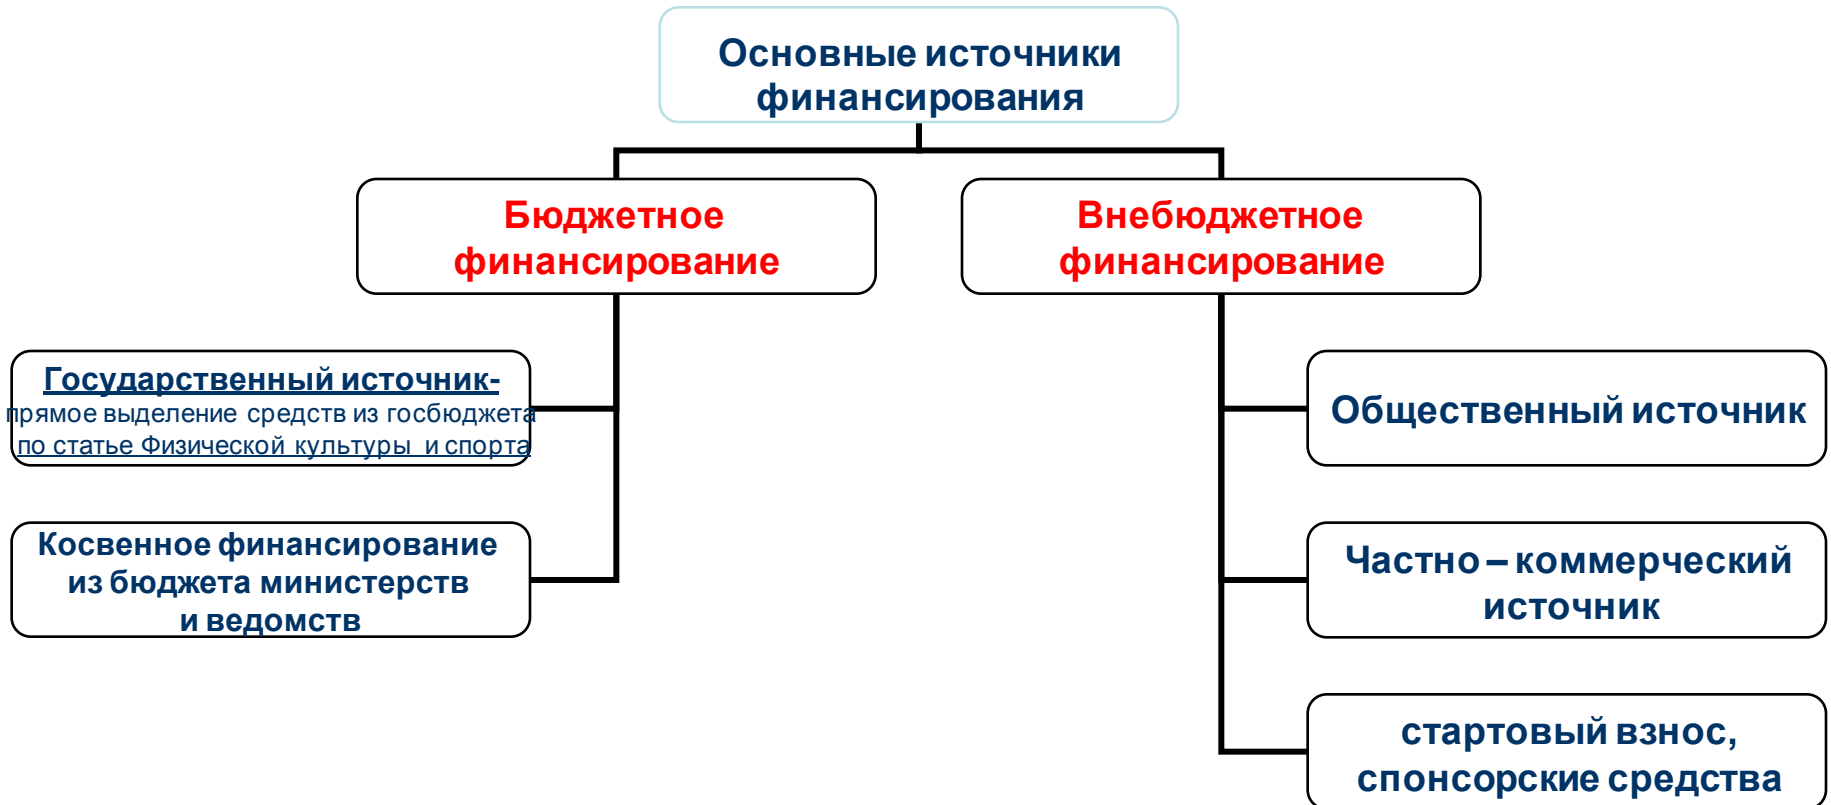 Основные источники
финансирования
Бюджетное
финансирование
Внебюджетное
финансирование
Государственный источник-
прямое выделение средств из госбюджета
по статье Физической культуры и спорта
Косвенное финансирование
из бюджета министерств
и ведомств
Общественный источник
Частно – коммерческий
источник
стартовый взнос,
спонсорские средства